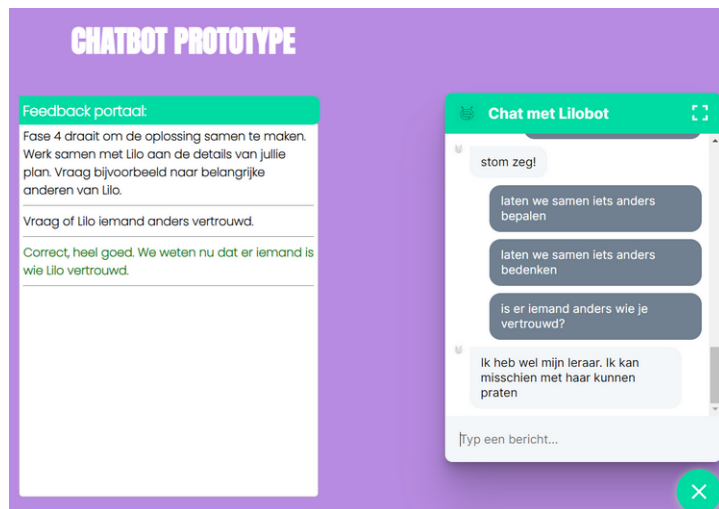 CHATBOT PROTOTYPE
Feedback portaal:
Fase 4 draait om de oplossing samen te maken.
Werk samen met Lilo aan de details van jullie
plan. Vraag bijvoorbeeld naar belangrijke
anderen van Lilo.
Vraag of Lilo iemand anders vertrouwd.
Correct, heel goed. We weten nu dat er iemand is
wie Lilo vertrouwd.
Chat met Lilobot
stom zeg!
laten we samen iets anders
bepalen
laten we samen iets anders
bedenken
is er iemand anders wie je
vertrouwd?
Ik heb wel mijn leraar. Ik kan
misschien met haar kunnen
praten
Typ een bericht...